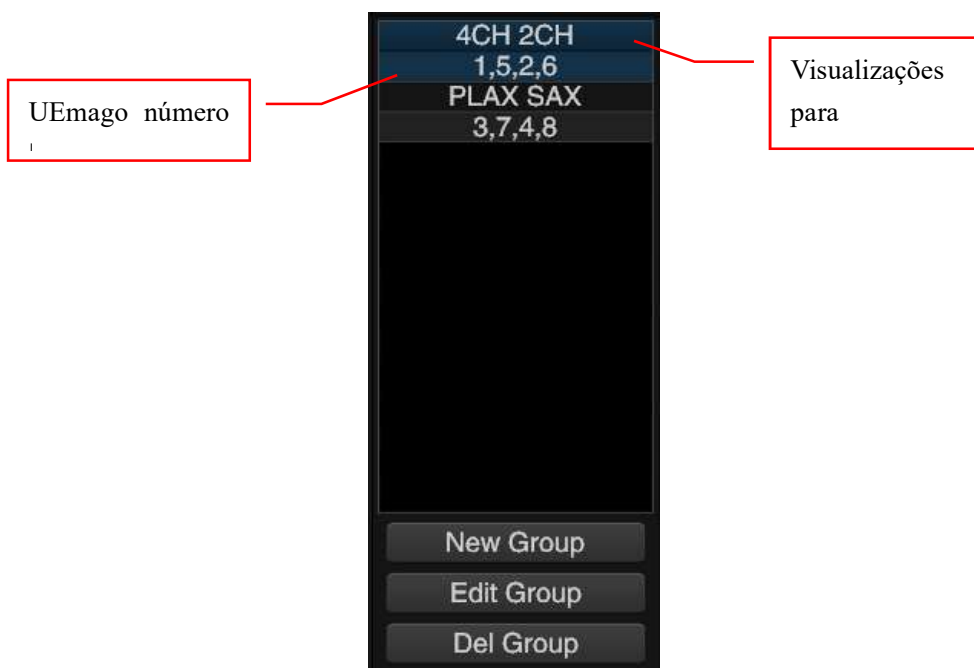 4CH 2CH
1,5,2,6
PLAX SAX
3,7,4,8
UEmago número
Visualizações
para
New Group
Edit Group
Del Group